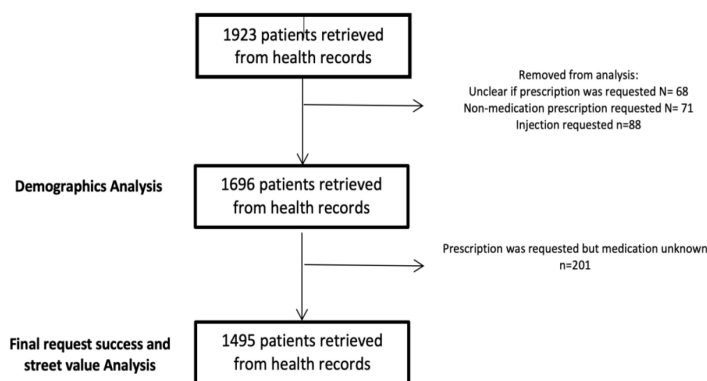 1923 patients retrieved
from health records
Removed from analysis:
Unclear if prescription was requested N= 68
Non-medication prescription requested N= 71
Injection requested n=88
Demographics Analysis
1696 patients retrieved
from health records
Prescription was requested but medication unknown
n=201
Final request success and
street value Analysis
1495 patients retrieved
from health records